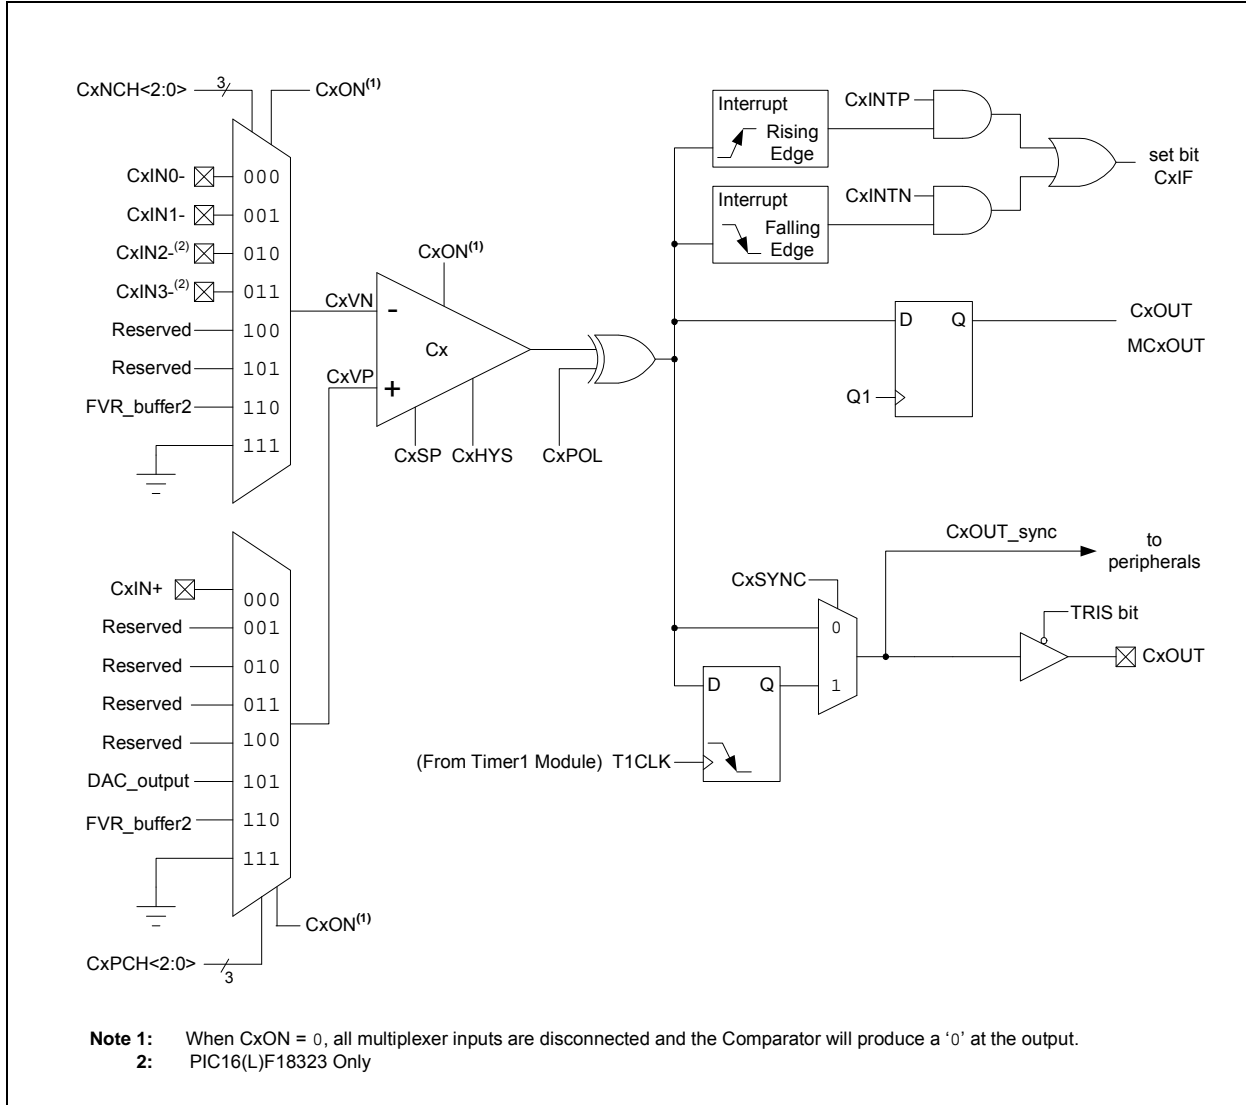 CxNCH<2:0>
3
CxON(1)
CxIN0-
000
CxIN1-
001
CxIN2-(2)
010
CxIN3-(2)
011
Reserved
100
Reserved
101
FVR_buffer2
110
111
CxVN
CxVP
CxON(1)
-
Cx
+
CxSP
CxHYS
CxPOL
Interrupt
Rising
Edge
CxINTP
Interrupt
Falling
Edge
CxINTN
set bit
CxIF
D
Q
Q1
CxOUT
MCxOUT
CxIN+
000
Reserved
001
Reserved
010
Reserved
011
Reserved
100
DAC_output
101
FVR_buffer2
110
111
CxON(1)
CxPCH<2:0>
3
CxSYNC
0
1
D
Q
(From Timer1 Module) T1CLK
CxOUT_sync
to
peripherals
TRIS bit
CxOUT
Note 1: When CxON = 0, all multiplexer inputs are disconnected and the Comparator will produce a ‘0’ at the output.
2: PIC16(L)F18323 Only